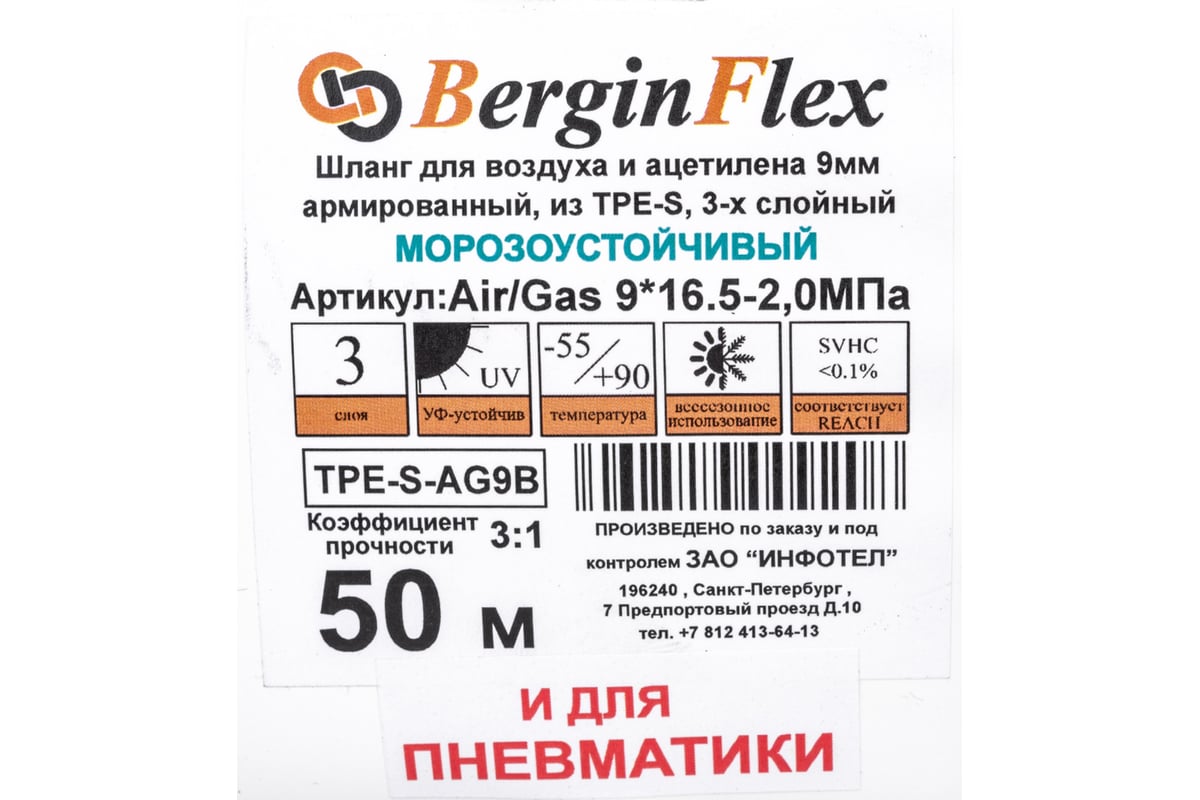 BerginFlex
Шланг для воздуха и ацетилена 9мм
армированный, из TPE-S, 3-х слойный
МОРОЗОУСТОЙЧИВЫЙ
Артикул:Air/Gas 9*16.5-2,0МПа
3
слоя
UV
УФ-устойчив
-55/+90
температура
всесезонное
использование
SVHC
<0.1%
соответствует
REACH
TPE-S-AG9B
Коэффициент
прочности
3:1
50 м
ПРОИЗВЕДЕНО по заказу и под
контролем ЗАО “ИНФОТЕЛ”
196240 , Санкт-Петербург ,
7 Предпортовый проезд Д.10
тел. +7 812 413-64-13
И ДЛЯ
ПНЕВМАТИКИ